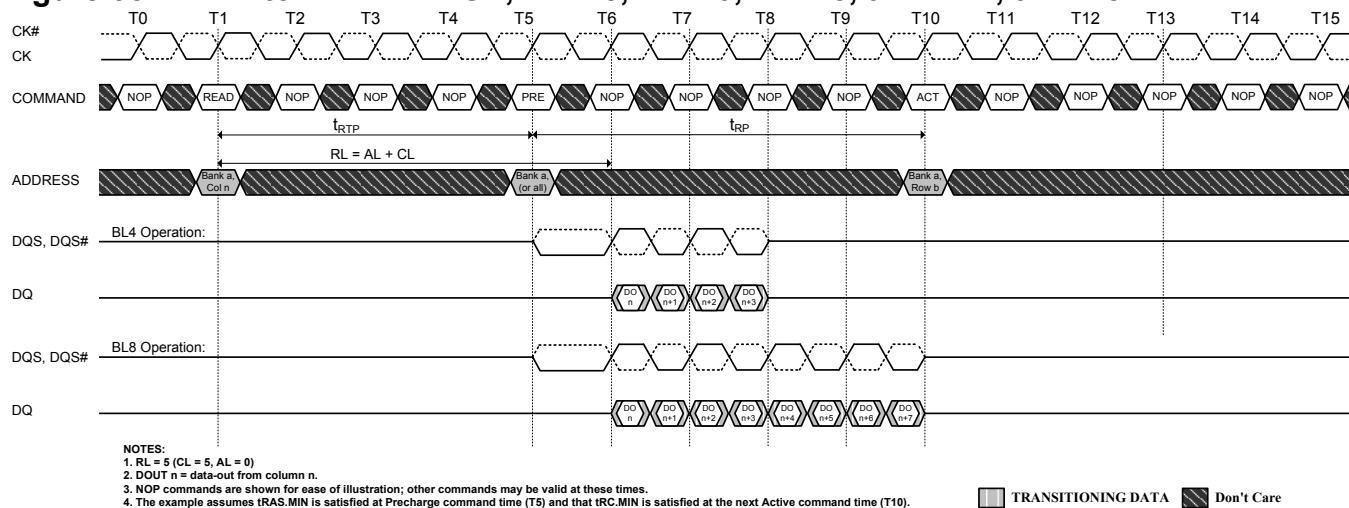 T0 T1 T2 T3 T4 T5 T6 T7 T8 T9 T10 T11 T12 T13 T14 T15
CK#
CK
COMMAND NOP READ NOP NOP NOP PRE NOP NOP NOP NOP ACT NOP NOP NOP NOP NOP
tRTP tRP
RL = AL + CL
ADDRESS Bank a, Col n Bank a, (or all) Bank a, Row b
BL4 Operation:
DQS, DQS#
DQ DO n DO n+1 DO n+2 DO n+3
BL8 Operation:
DQS, DQS#
DQ DO n DO n+1 DO n+2 DO n+3 DO n+4 DO n+5 DO n+6 DO n+7
NOTES:
1. RL = 5 (CL = 5, AL = 0)
2. DOUT n = data-out from column n.
3. NOP commands are shown for ease of illustration; other commands may be valid at these times.
4. The example assumes tRAS.MIN is satisfied at Precharge command time (T5) and that tRC.MIN is satisfied at the next Active command time (T10).
TRANSITIONING DATA Don't Care